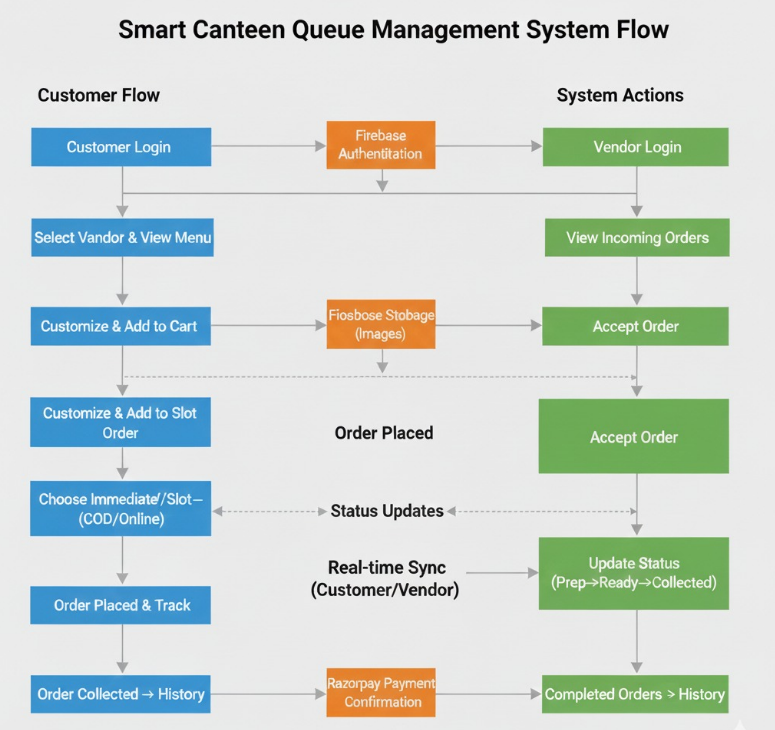 Smart Canteen Queue Management System Flow
Customer Flow
System Actions
Customer Login
Firebase
Authentitation
Vendor Login
Select Vandor & View Menu
View Incoming Orders
Customize & Add to Cart
Fiosbose Stobage
(Images)
Accept Order
Customize & Add to Slot
Order
Order Placed
Accept Order
Choose Immediate'/Slot–
(COD/Online)
Status Updates
Real-time Sync
(Customer/Vendor)
Update Status
(Prep→Ready→Collected)
Order Placed & Track
Order Collected → History
Razorpay Payment
Confirmation
Completed Orders > History